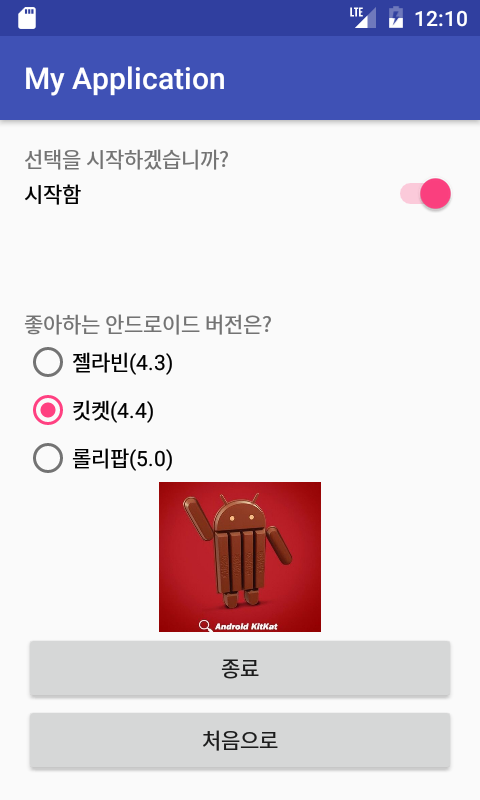 LTE 12:10
My Application
선택을 시작하겠습니까?
시작함
좋아하는 안드로이드 버전은?
젤라빈(4.3)
킷켓(4.4)
롤리팝(5.0)
Android KitKat
종료
처음으로